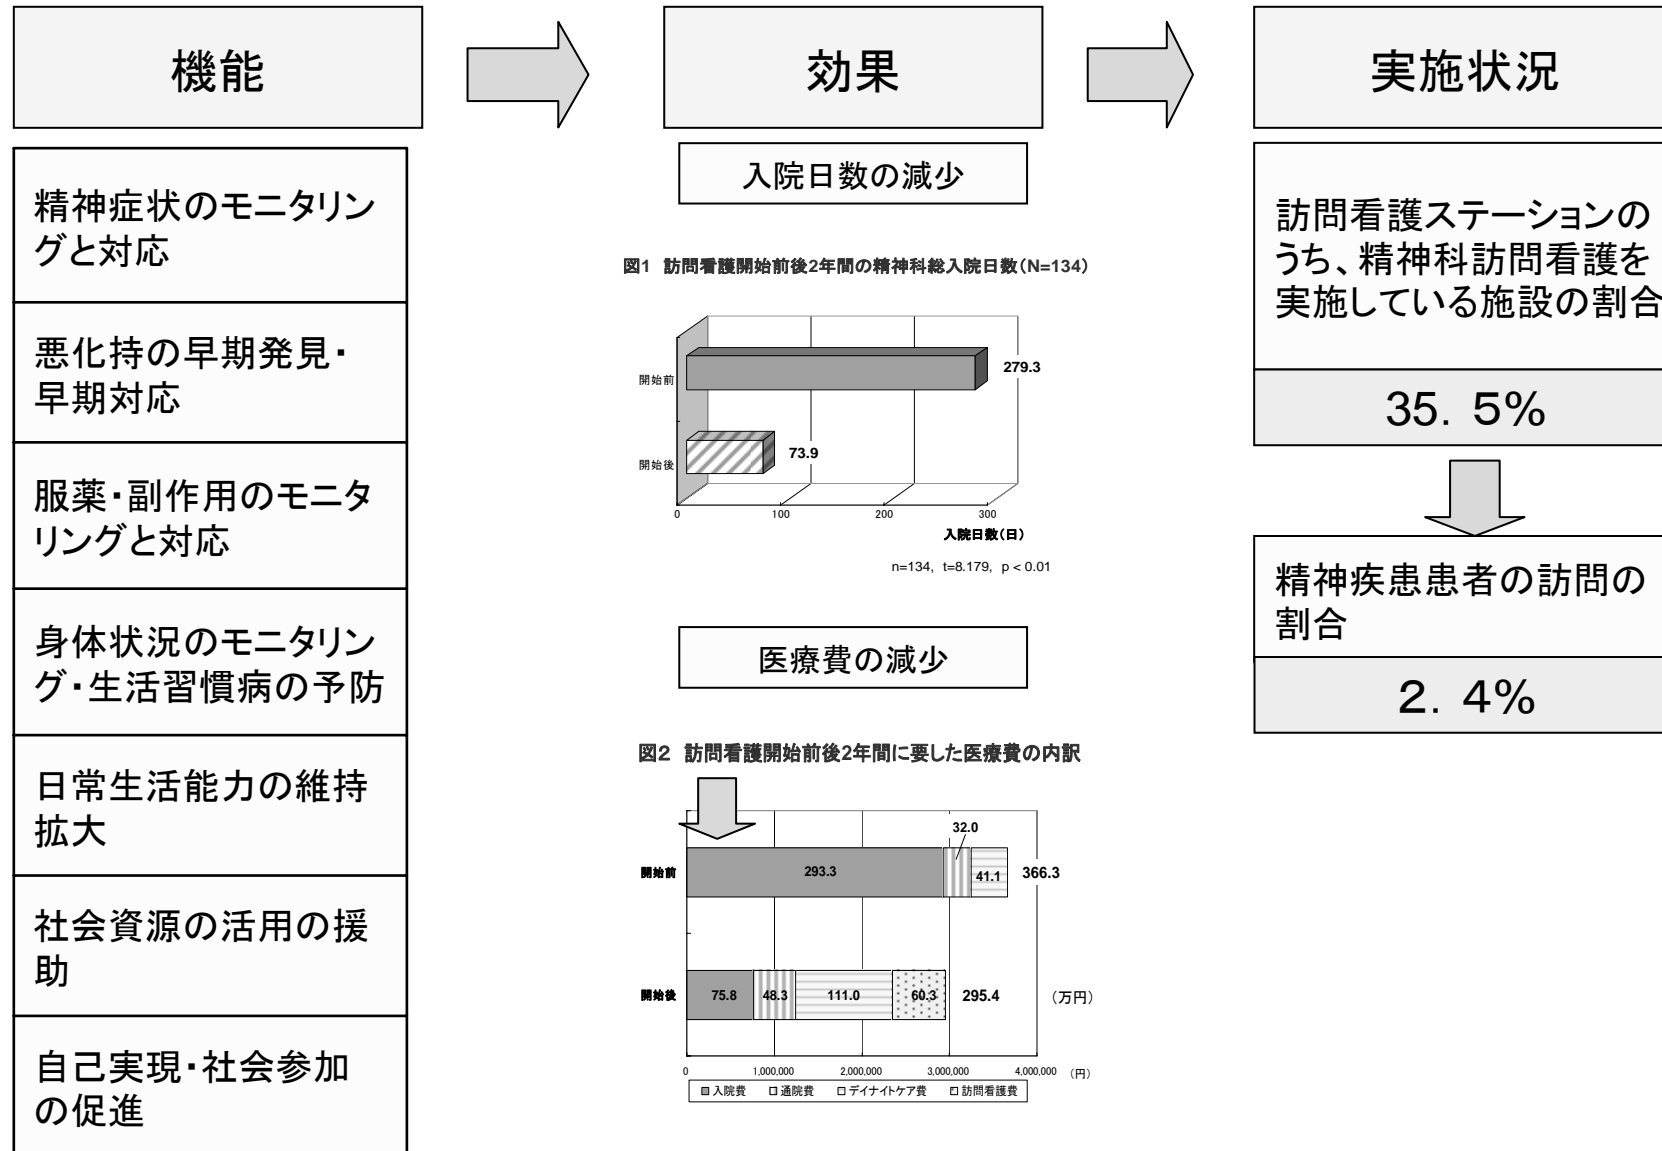 機能
効果
実施状況
精神症状のモニタリン
グと対応
悪化持の早期発見・
早期対応
服薬・副作用のモニタ
リングと対応
身体状況のモニタリン
グ・生活習慣病の予防
日常生活能力の維持
拡大
社会資源の活用の援
助
自己実現・社会参加
の促進
入院日数の減少
図1 訪問看護開始前後2年間の精神科総入院日数(N=134)
開始前
279.3
開始後
73.9
0 100 200 300
入院日数(日)
n=134, t=8.179, p < 0.01
医療費の減少
図2 訪問看護開始前後2年間に要した医療費の内訳
32.0
開始前 293.3 41.1 366.3
開始後 75.8 48.3 111.0 60.3 295.4 (万円)
0 1,000,000 2,000,000 3,000,000 4,000,000 (円)
入院費 通院費 デイナイトケア費 訪問看護費
訪問看護ステーションの
うち、精神科訪問看護を
実施している施設の割合
35.5%
精神疾患患者の訪問の
割合
2.4%